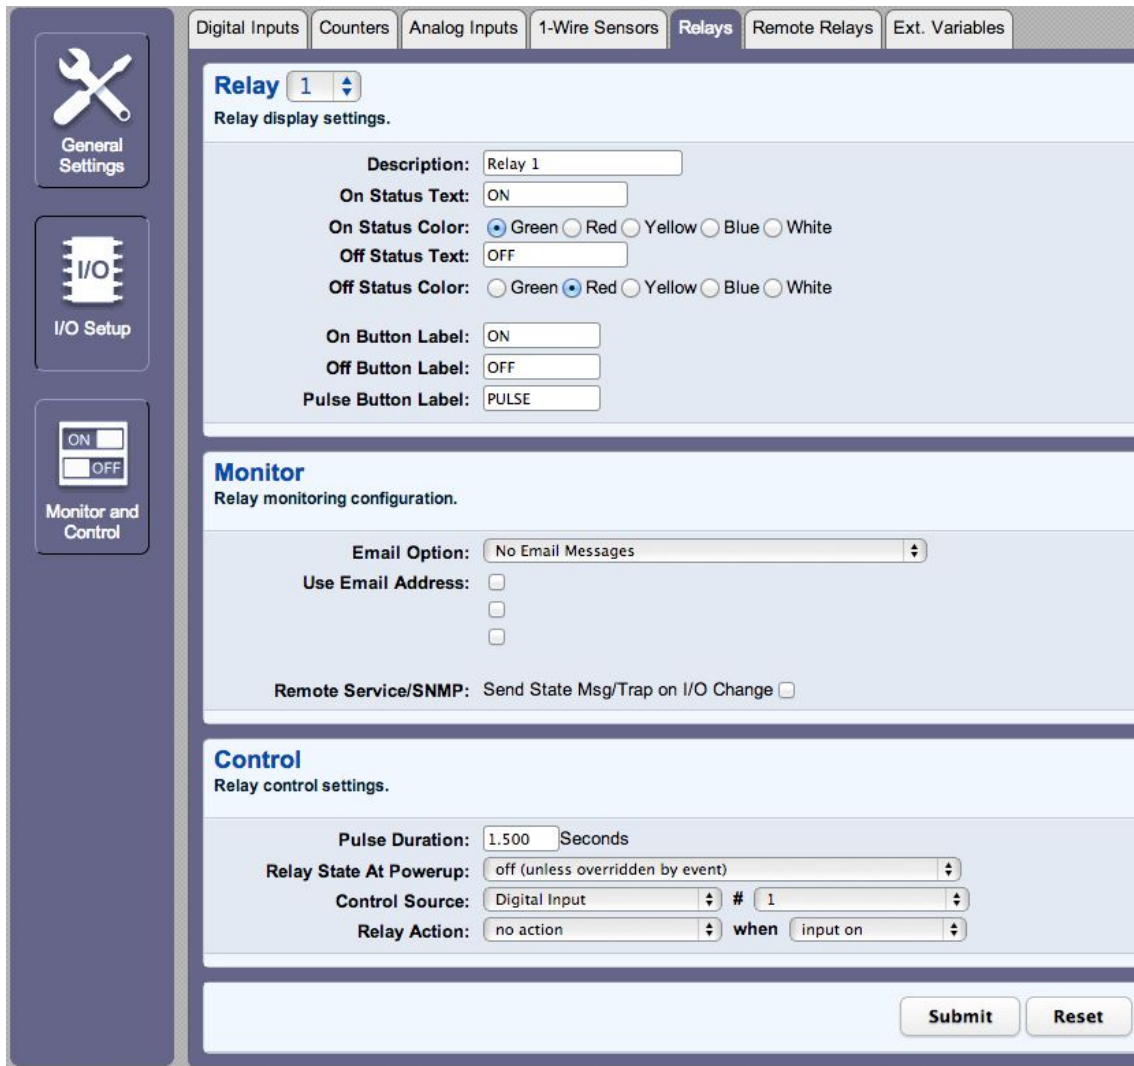 Digital Inputs Counters Analog Inputs 1-Wire Sensors Relays Remote Relays Ext. Variables
General
Settings
I/O
I/O Setup
ON
OFF
Monitor and
Control
Relay 1
Relay display settings.
Description: Relay 1
On Status Text: ON
On Status Color: Green Red Yellow Blue White
Off Status Text: OFF
Off Status Color: Green Red Yellow Blue White
On Button Label: ON
Off Button Label: OFF
Pulse Button Label: PULSE
Monitor
Relay monitoring configuration.
Email Option: No Email Messages
Use Email Address:
Remote Service/SNMP: Send State Msg/Trap on I/O Change
Control
Relay control settings.
Pulse Duration: 1.500 Seconds
Relay State At Powerup: off (unless overridden by event)
Control Source: Digital Input # 1
Relay Action: no action when input on
Submit Reset